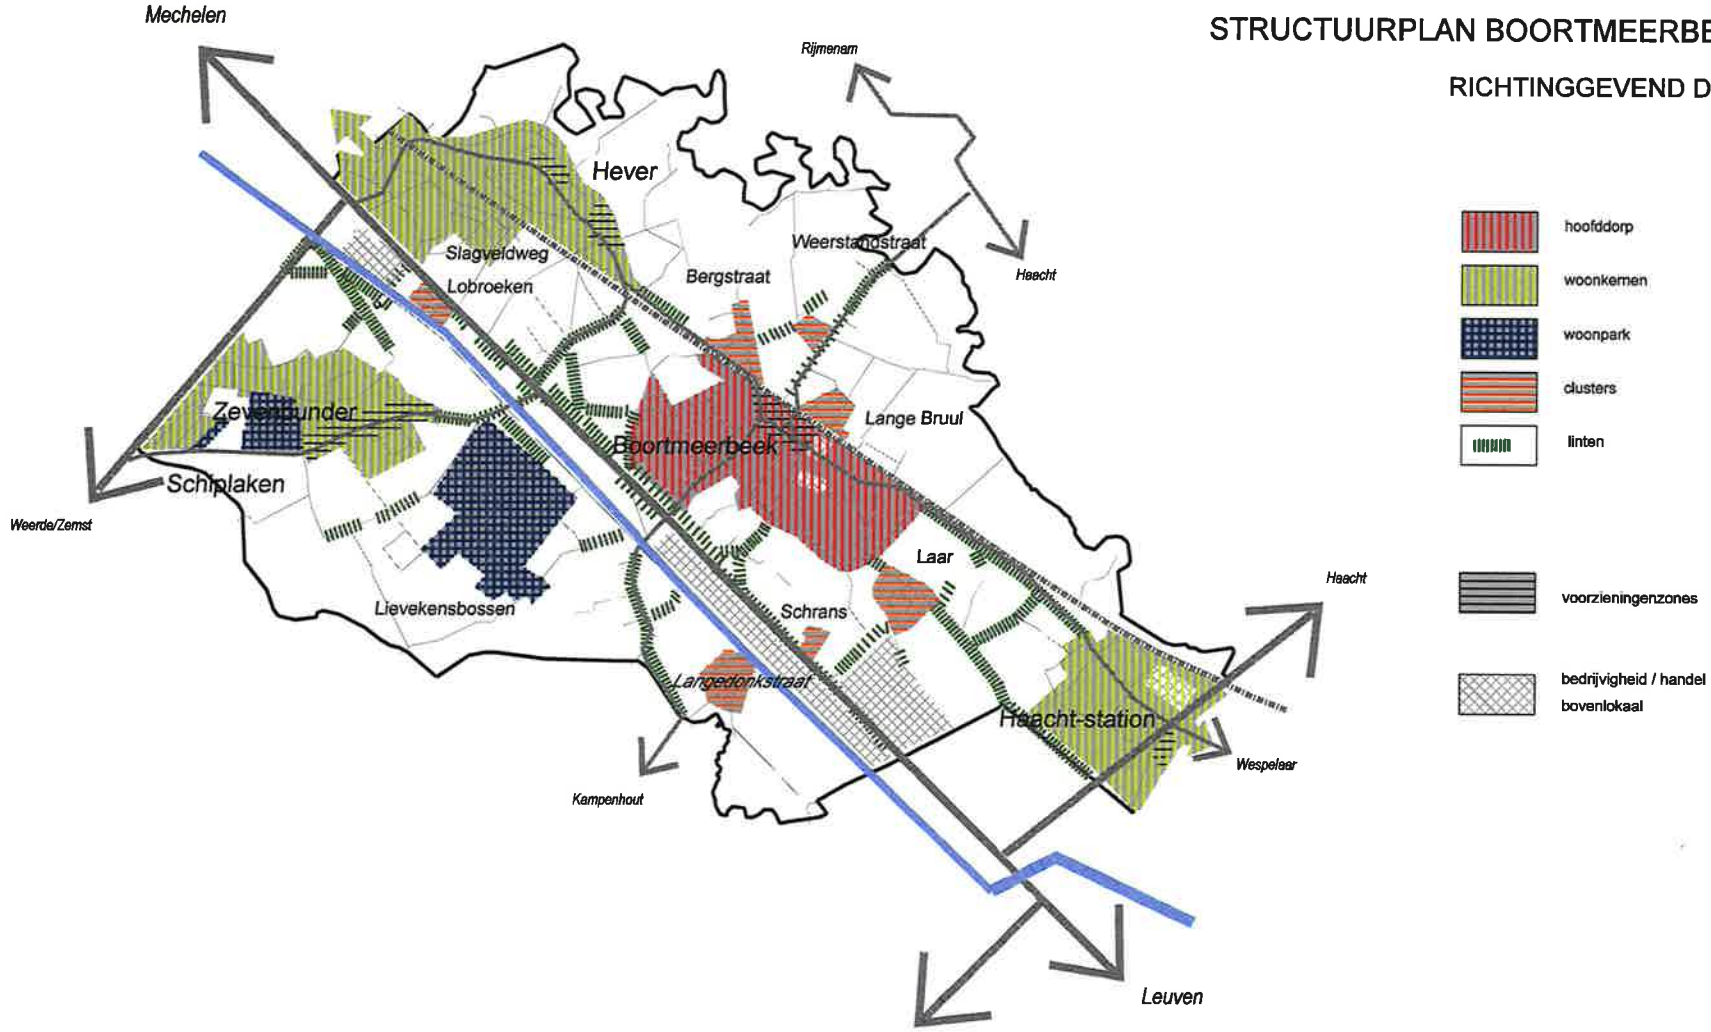 Mechelen
STRUCTUURPLAN BOORTMEERBE
Rijmenam
RICHTINGGEVEND D
Hever
hoofddorp
Weerstandstraat
Slagveldweg
Bergstraat
Haacht
Lobroeken
woonkernen
woonpark
clusters
Zevenhunder
Lange Bruul
Boortmeerbeek
linten
Schiplaken
Weerde/Zemst
Laar
Haacht
Lievekensbossen
Schrans
voorzieningenzones
Langedonkstraat
bedrijvigheid / handel
bovenlokaal
Haacht-station
Wespelaar
Kampenhout
Leuven